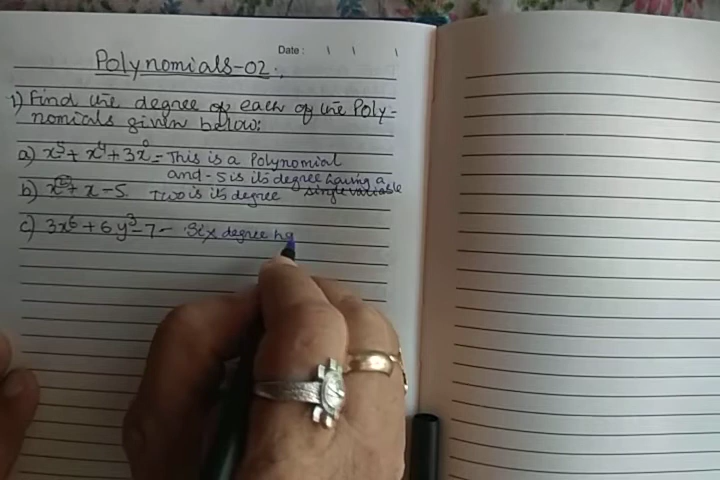 Date :
Polynomials-02.
1) Find the degree of each of the Poly-
nomials given below:
a) x⁵ + x⁴ + 3x⁰ - This is a Polynomial
and - 5 is its degree having a
single variable
b) x² + x - 5. Two is its degree
c) 3x⁶ + 6y³ - 7 - Six degree ha